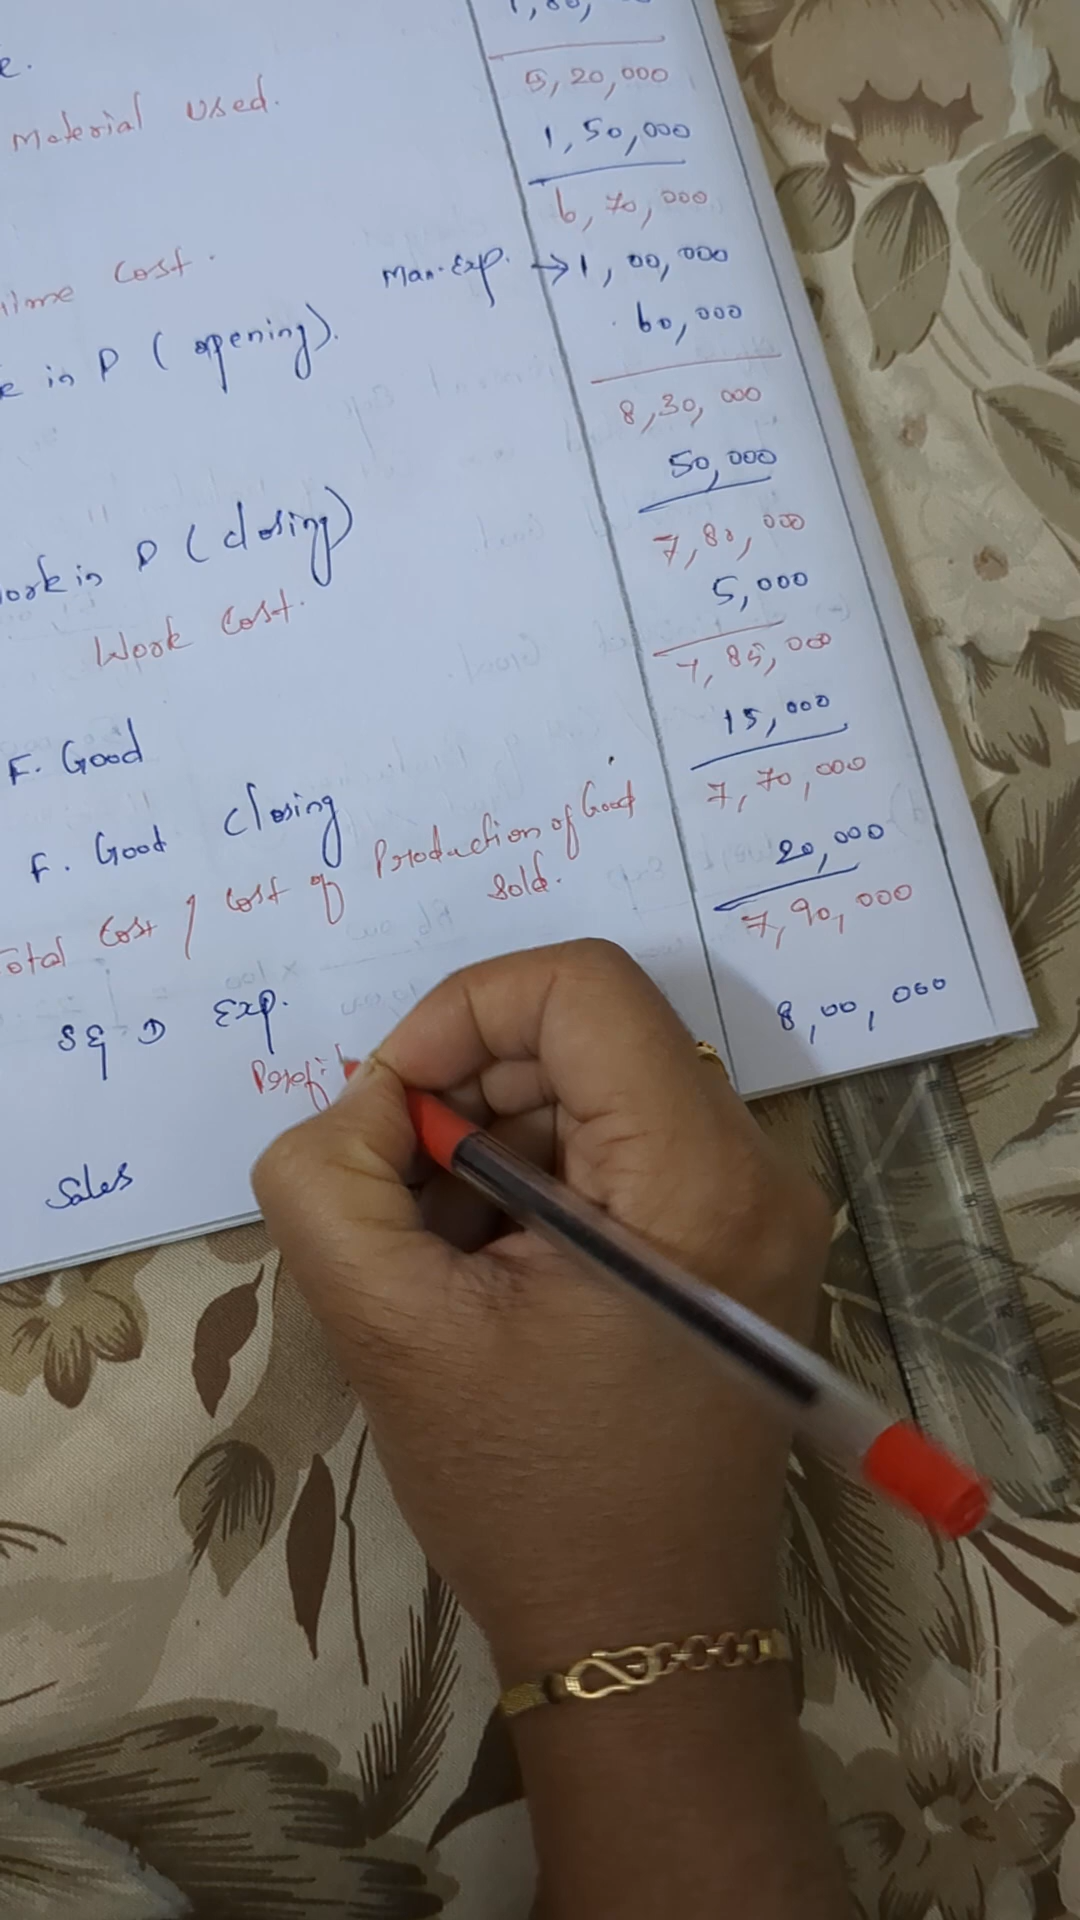 5,20,000
Material used.
1,50,000
6,70,000
Cost.
Man. Exp. → 1,00,000
in P (opening).
60,000
8,30,000
50,000
work in P (closing)
7,80,000
Work Cost.
5,000
7,85,000
F. Good
15,000
F. Good closing
7,70,000
Total Cost / Cost of Production of Good Sold.
20,000
7,90,000
S & D Exp.
8,00,000
Profi
Sales